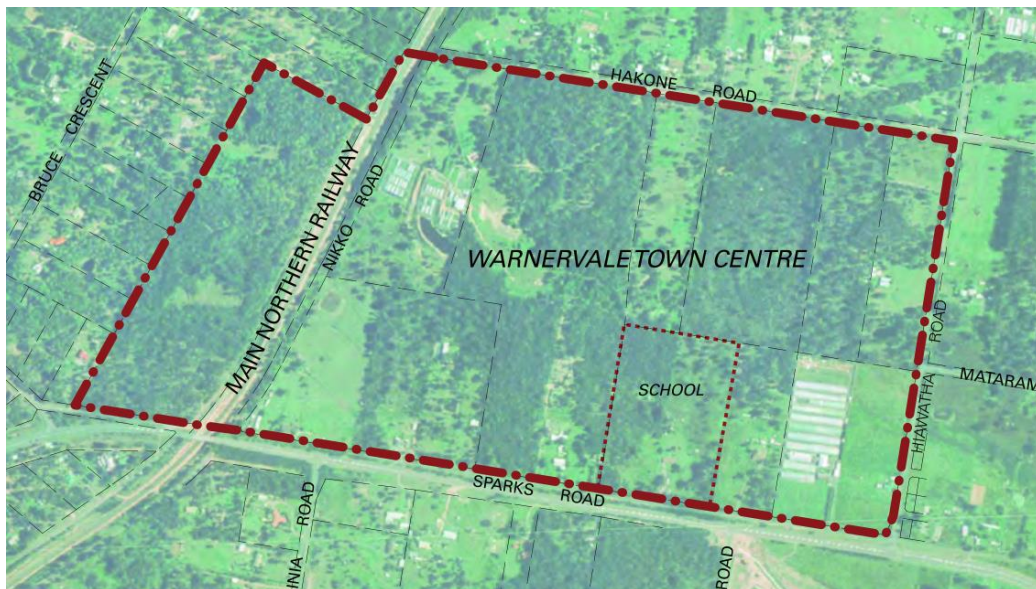 HAKONE ROAD
BRUCE CRESCENT
MAIN NORTHERN RAILWAY
NIKKO ROAD
WARNERVALE TOWN CENTRE
ROAD
HIAWATHA
MATARAM
SCHOOL
SPARKS ROAD
INIA ROAD
ROAD